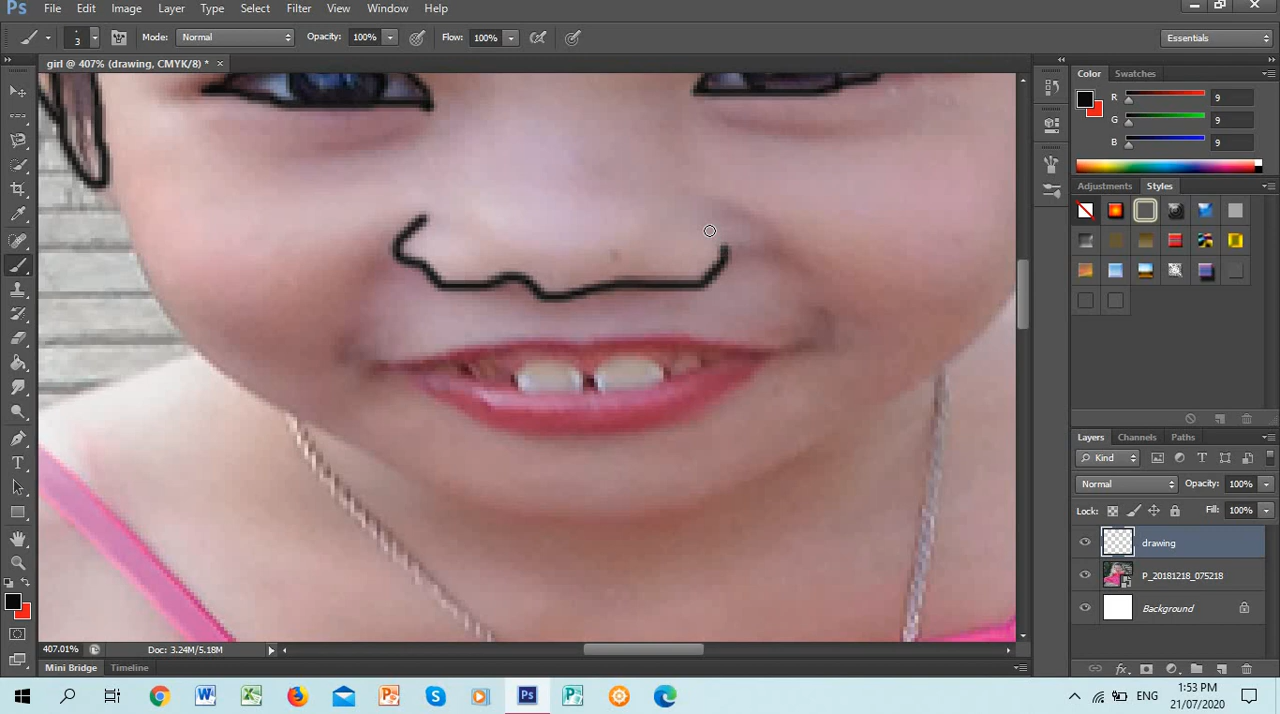 Ps File Edit Image Layer Type Select Filter View Window Help
3 Mode: Normal Opacity: 100% Flow: 100% Essentials
girl @ 407% (drawing, CMYK/8) * ×
Color Swatches
R 9
G 9
B 9
Adjustments Styles
Layers Channels Paths
Kind
Normal Opacity: 100%
Lock: Fill: 100%
drawing
P_20181218_075218
Background
407.01% Doc: 3.24M/5.18M
Mini Bridge Timeline
ENG 1:53 PM
21/07/2020